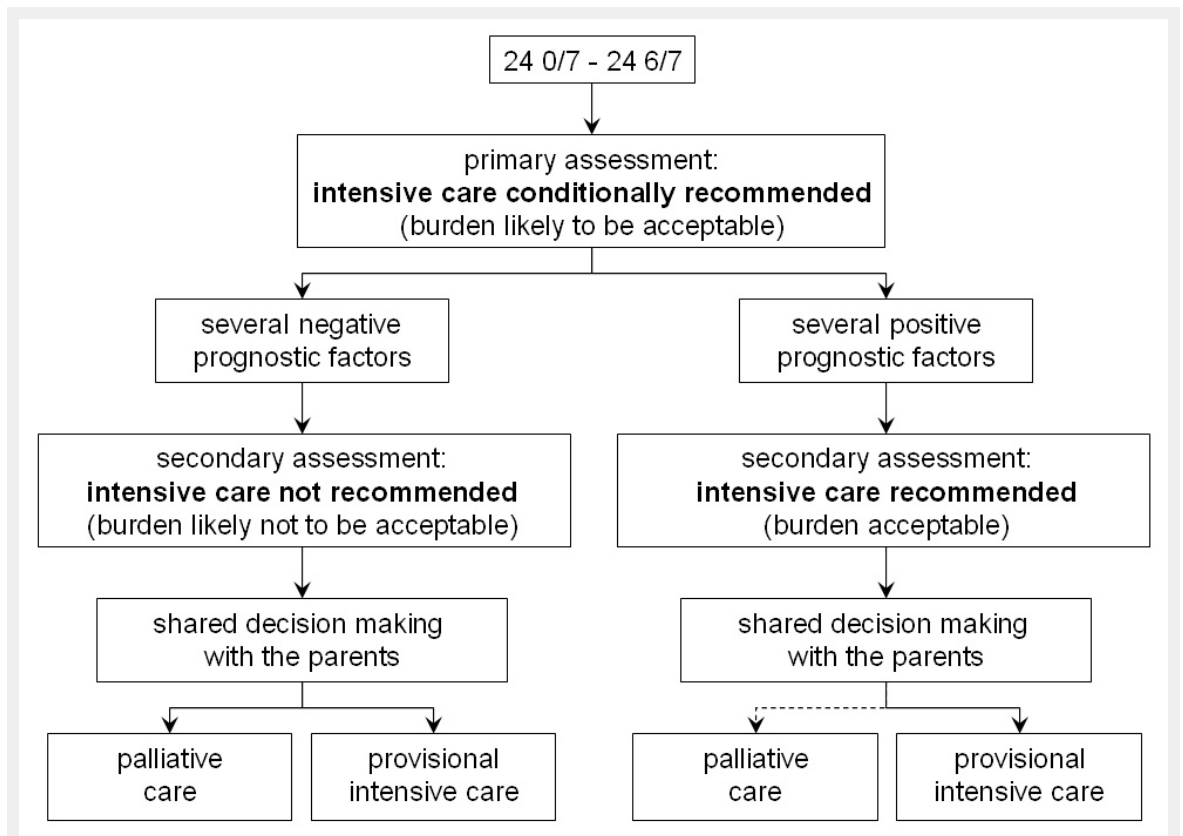 24 0/7 - 24 6/7
primary assessment:
intensive care conditionally recommended
(burden likely to be acceptable)
several negative
prognostic factors
several positive
prognostic factors
secondary assessment:
intensive care not recommended
(burden likely not to be acceptable)
secondary assessment:
intensive care recommended
(burden acceptable)
shared decision making
with the parents
shared decision making
with the parents
palliative
care
provisional
intensive care
palliative
care
provisional
intensive care